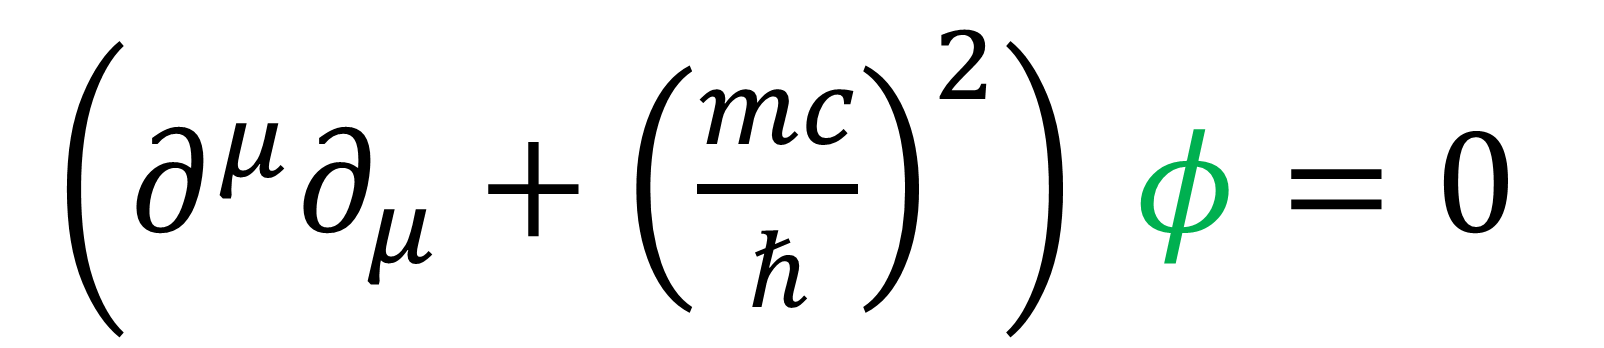 (∂^μ ∂_μ + (mc/ħ)^2) ϕ = 0